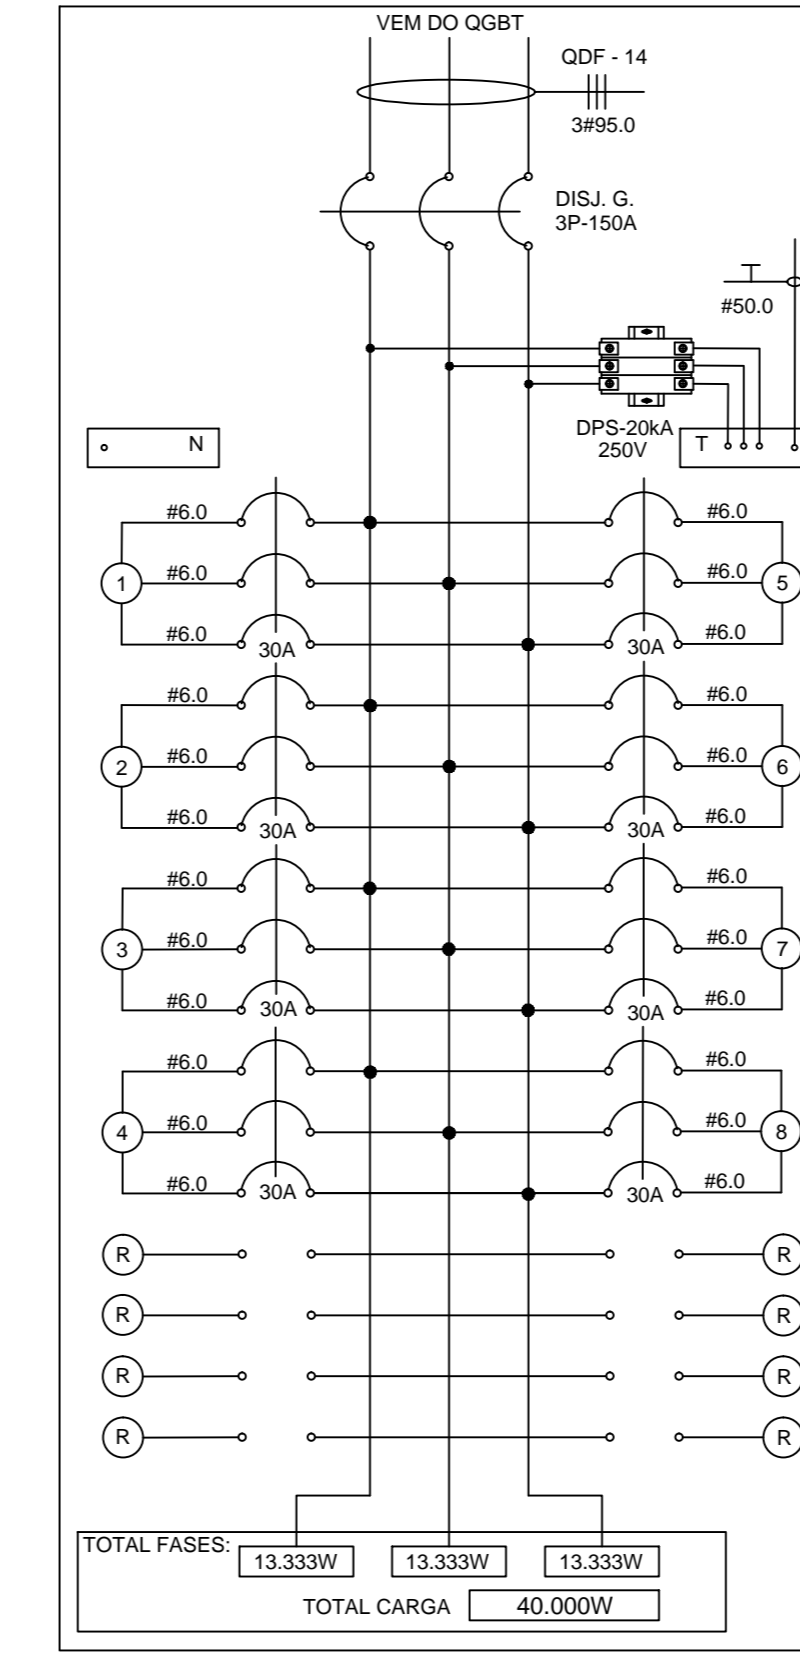 VEM DO QGBT
QDF - 14
3#95.0
DISJ. G.
3P-150A
T
#50.0
DPS-20kA
250V
N
T
#6.0
#6.0
1
#6.0
#6.0
5
#6.0
#6.0
30A
30A
#6.0
#6.0
2
#6.0
#6.0
6
#6.0
#6.0
30A
30A
#6.0
#6.0
3
#6.0
#6.0
7
#6.0
#6.0
30A
30A
#6.0
#6.0
4
#6.0
#6.0
8
#6.0
#6.0
30A
30A
R
R
R
R
R
R
R
R
TOTAL FASES:
13.333W
13.333W
13.333W
TOTAL CARGA
40.000W